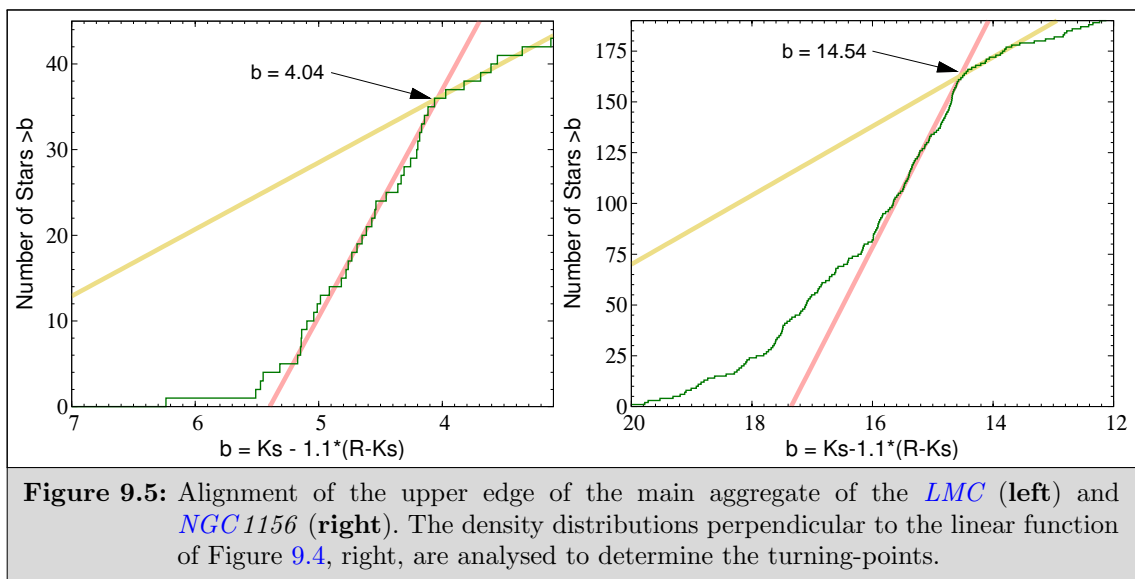 40
30
20
10
0
Number of Stars >b
b = 4.04
7
6
5
4
b = Ks - 1.1*(R-Ks)
18
16
14
175
150
125
100
75
50
25
0
Number of Stars >b
b = 14.54
20
18
16
14
12
b = Ks-1.1*(R-Ks)
Figure 9.5: Alignment of the upper edge of the main aggregate of the LMC (left) and
NGC 1156 (right). The density distributions perpendicular to the linear function
of Figure 9.4, right, are analysed to determine the turning-points.